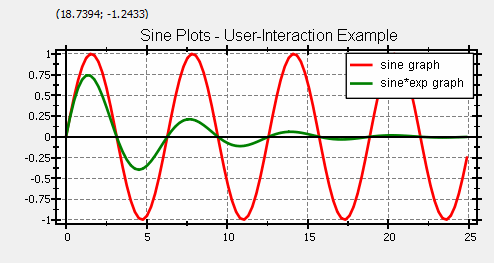 (18.7394; -1.2433)
Sine Plots - User-Interaction Example
sine graph
sine*exp graph
1
0.75
0.5
0.25
0
-0.25
-0.5
-0.75
-1
0 5 10 15 20 25